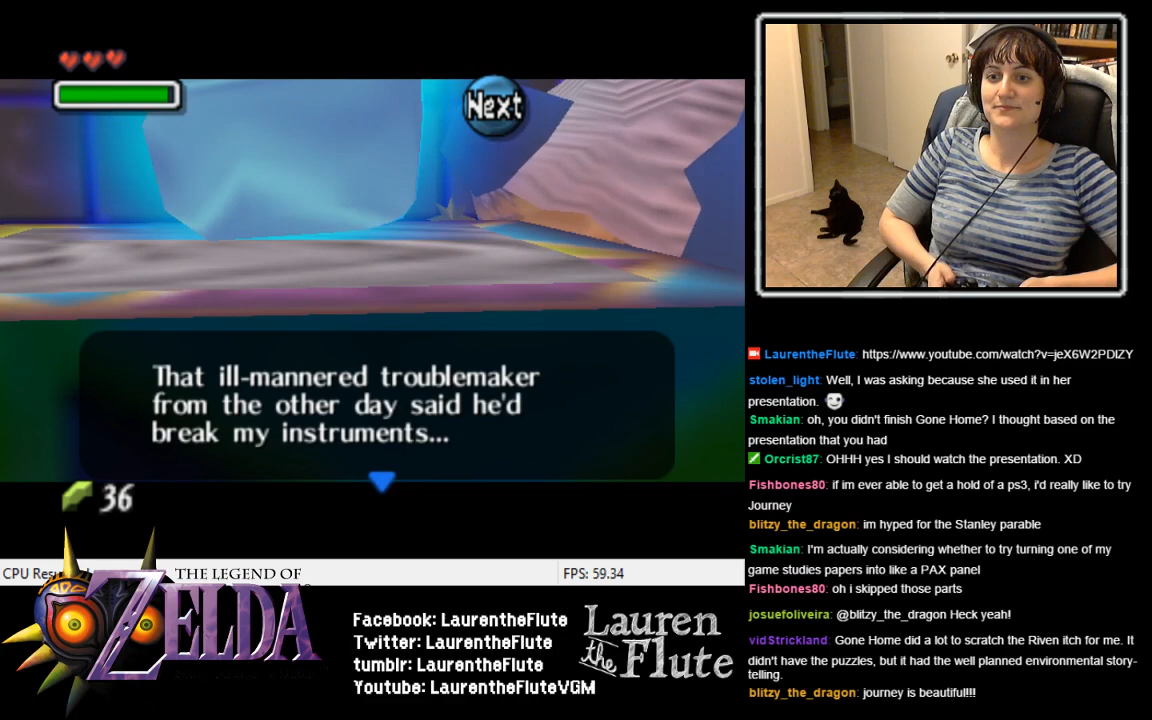 Next
That ill-mannered troublemaker
from the other day said he'd
break my instruments...
36
FPS: 59.34
THE LEGEND OF
ZELDA
Facebook: LaurentheFlute
Twitter: LaurentheFlute
tumblr: LaurentheFlute
Youtube: LaurentheFluteVGM
Lauren
the Flute
LaurentheFlute: https://www.youtube.com/watch?v=jeX6W2PDIZY
stolen_light: Well, I was asking because she used it in her
presentation.
Smakian: oh, you didn't finish Gone Home? I thought based on the
presentation that you had
Orcrist87: OHHH yes I should watch the presentation. XD
Fishbones80: if im ever able to get a hold of a ps3, i'd really like to try
Journey
blitzy_the_dragon: im hyped for the Stanley parable
Smakian: I'm actually considering whether to try turning one of my
game studies papers into like a PAX panel
Fishbones80: oh i skipped those parts
josuefoliveira: @blitzy_the_dragon Heck yeah!
vidStrickland: Gone Home did a lot to scratch the Riven itch for me. It
didn't have the puzzles, but it had the well planned environmental story-
telling.
blitzy_the_dragon: journey is beautiful!!!